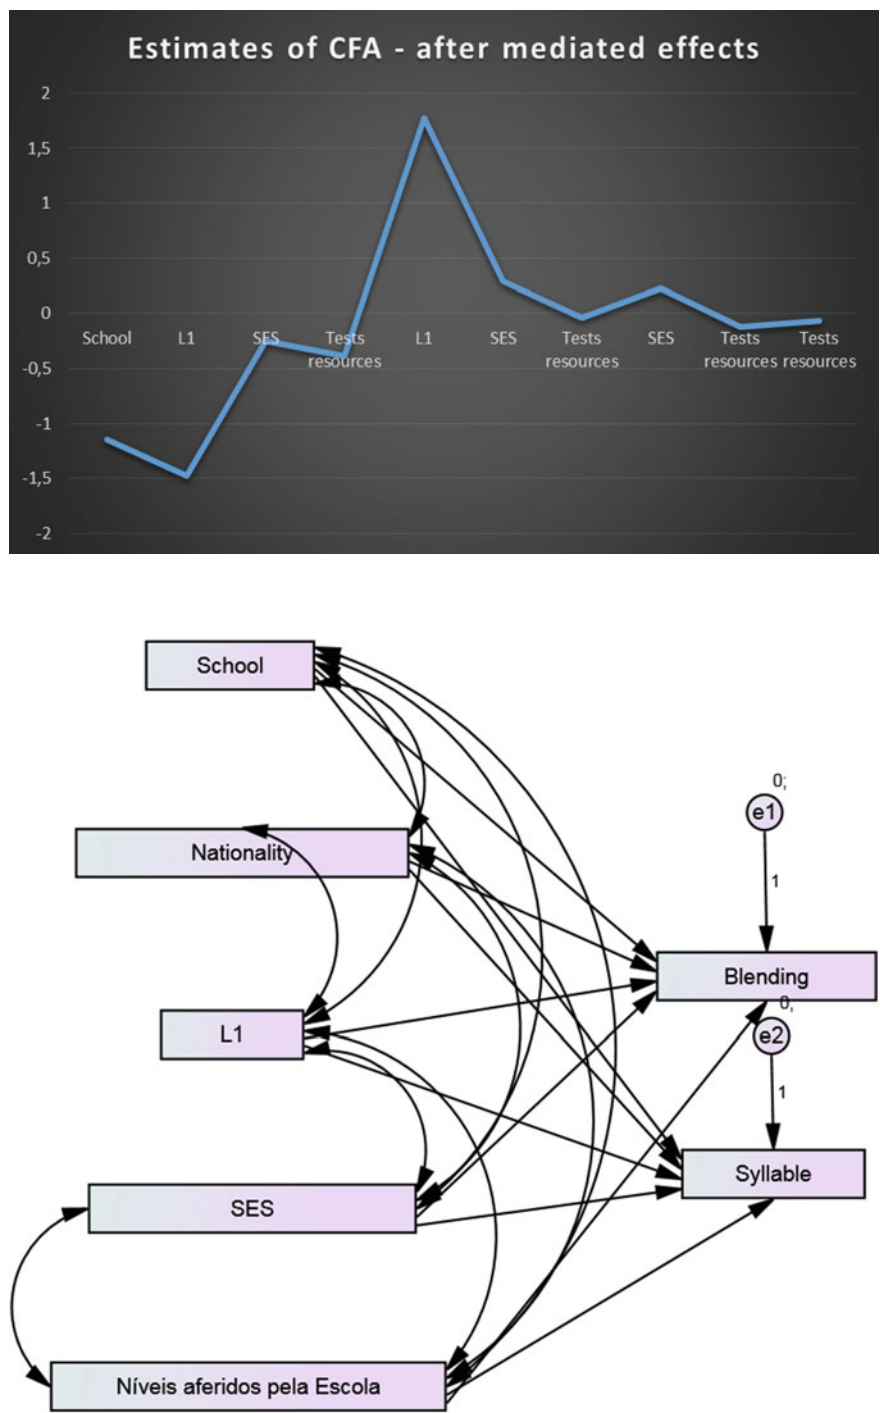 Estimates of CFA - after mediated effects
2
1,5
1
0,5
0
School L1 SES Tests resources L1 SES Tests resources SES Tests resources Tests resources
-0,5
-1
-1,5
-2
School
0;
e1
Nationality
1
Blending
0,
L1
e2
1
Syllable
SES
Níveis aferidos pela Escola